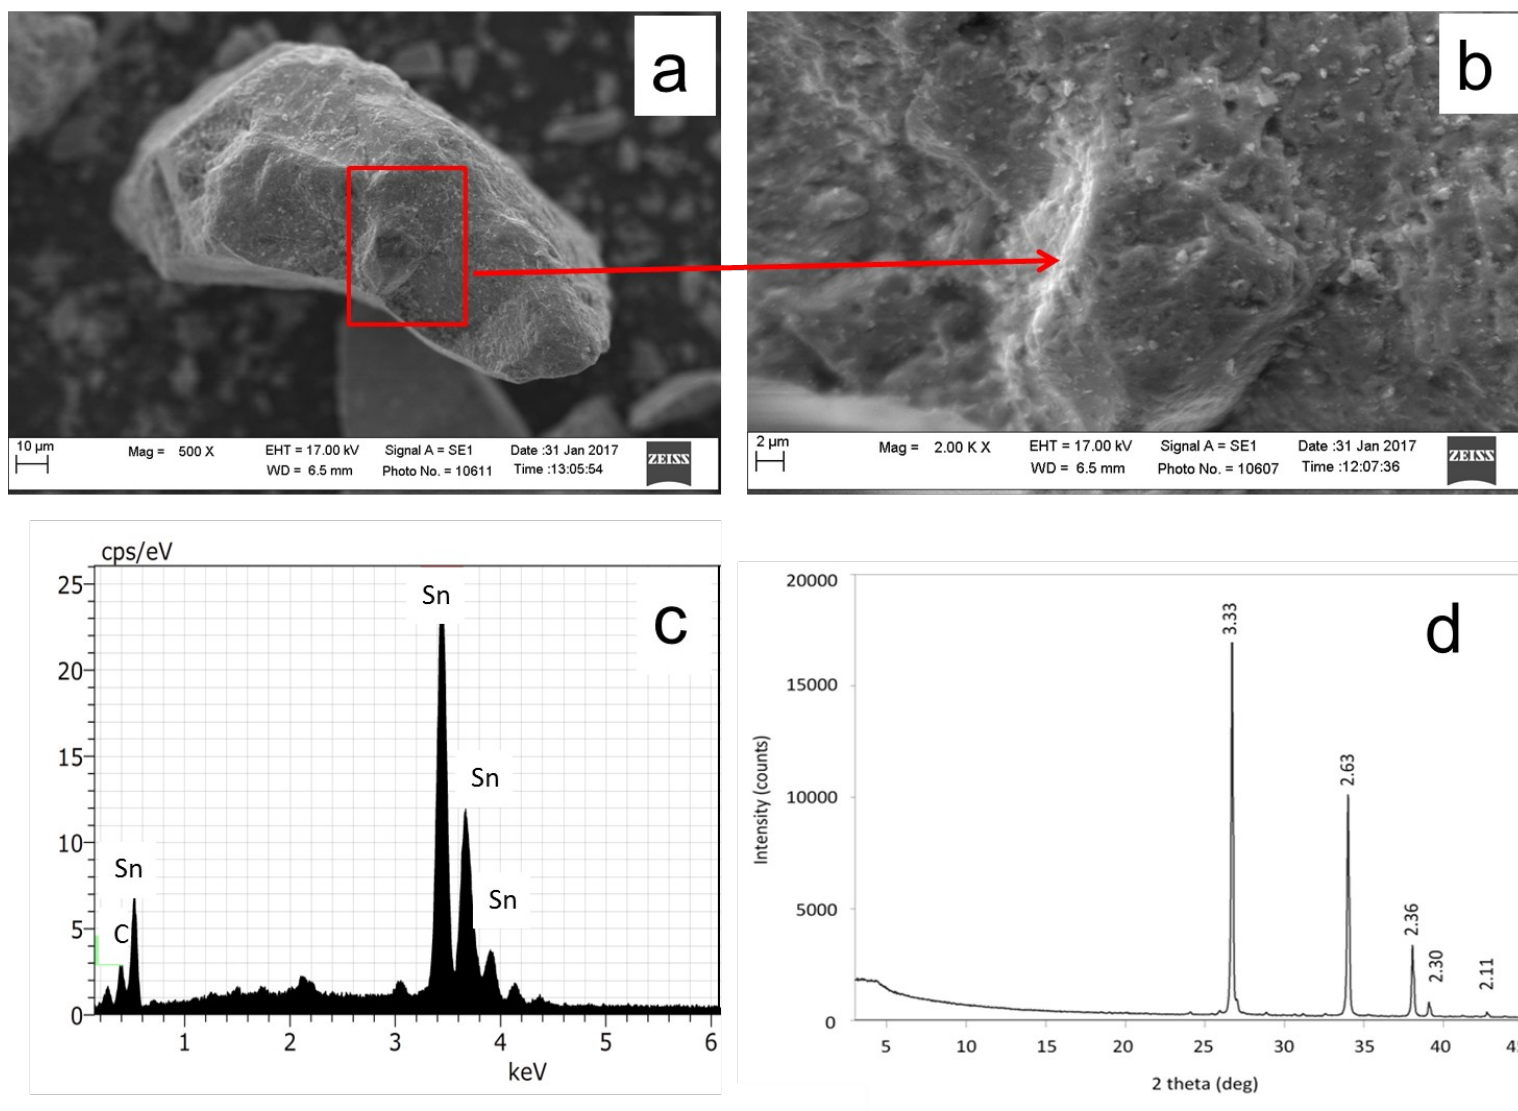 a
10 µm
Mag = 500 X
EHT = 17.00 kV
WD = 6.5 mm
Signal A = SE1
Photo No. = 10611
Date :31 Jan 2017
Time :13:05:54
ZEISS
b
2 µm
Mag = 2.00 K X
EHT = 17.00 kV
WD = 6.5 mm
Signal A = SE1
Photo No. = 10607
Date :31 Jan 2017
Time :12:07:36
ZEISS
cps/eV
c
25
20
15
10
5
0
Sn
Sn
Sn
Sn
C
1 2 3 4 5 6
keV
d
20000
15000
10000
5000
0
Intensity (counts)
3.33
2.63
2.36
2.30
2.11
5 10 15 20 25 30 35 40
2 theta (deg)